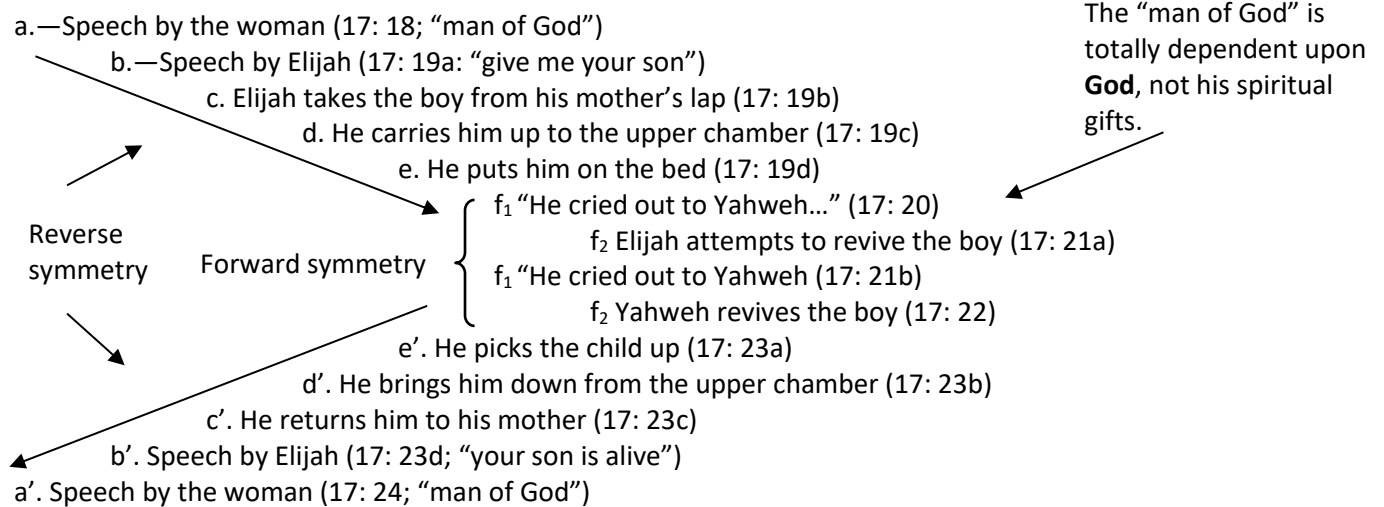 The “man of God” is
totally dependent upon
God, not his spiritual
gifts.
a.—Speech by the woman (17: 18; “man of God”)
b.—Speech by Elijah (17: 19a: “give me your son”)
c. Elijah takes the boy from his mother’s lap (17: 19b)
d. He carries him up to the upper chamber (17: 19c)
e. He puts him on the bed (17: 19d)
f1 “He cried out to Yahweh…” (17: 20)
f2 Elijah attempts to revive the boy (17: 21a)
Reverse
symmetry
Forward symmetry
f1 “He cried out to Yahweh (17: 21b)
f2 Yahweh revives the boy (17: 22)
e’. He picks the child up (17: 23a)
d’. He brings him down from the upper chamber (17: 23b)
c’. He returns him to his mother (17: 23c)
b’. Speech by Elijah (17: 23d; “your son is alive”)
a’. Speech by the woman (17: 24; “man of God”)